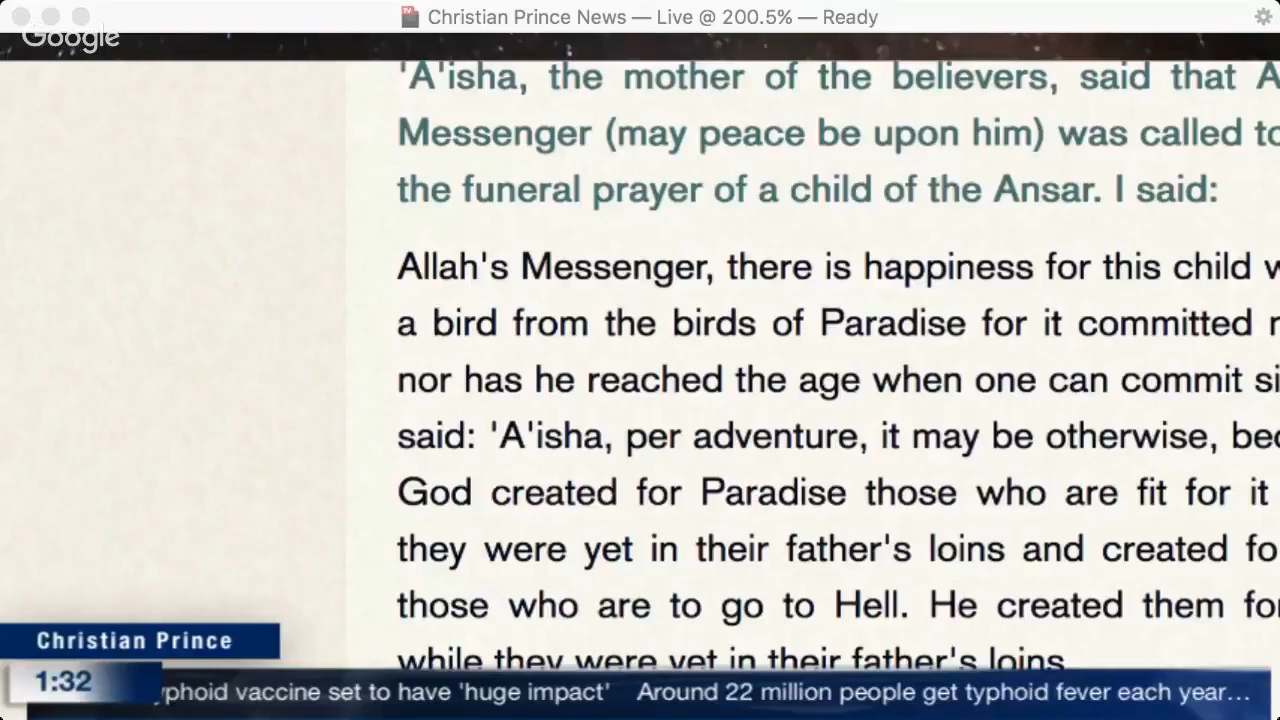 Christian Prince News — Live @ 200.5% — Ready
Google
'A'isha, the mother of the believers, said that A
Messenger (may peace be upon him) was called to
the funeral prayer of a child of the Ansar. I said:
Allah's Messenger, there is happiness for this child w
a bird from the birds of Paradise for it committed
nor has he reached the age when one can commit si
said: 'A'isha, per adventure, it may be otherwise, bec
God created for Paradise those who are fit for it
they were yet in their father's loins and created fo
those who are to go to Hell. He created them for
while they were yet in their father's loins.
Christian Prince
1:32
yphoid vaccine set to have 'huge impact' Around 22 million people get typhoid fever each year...